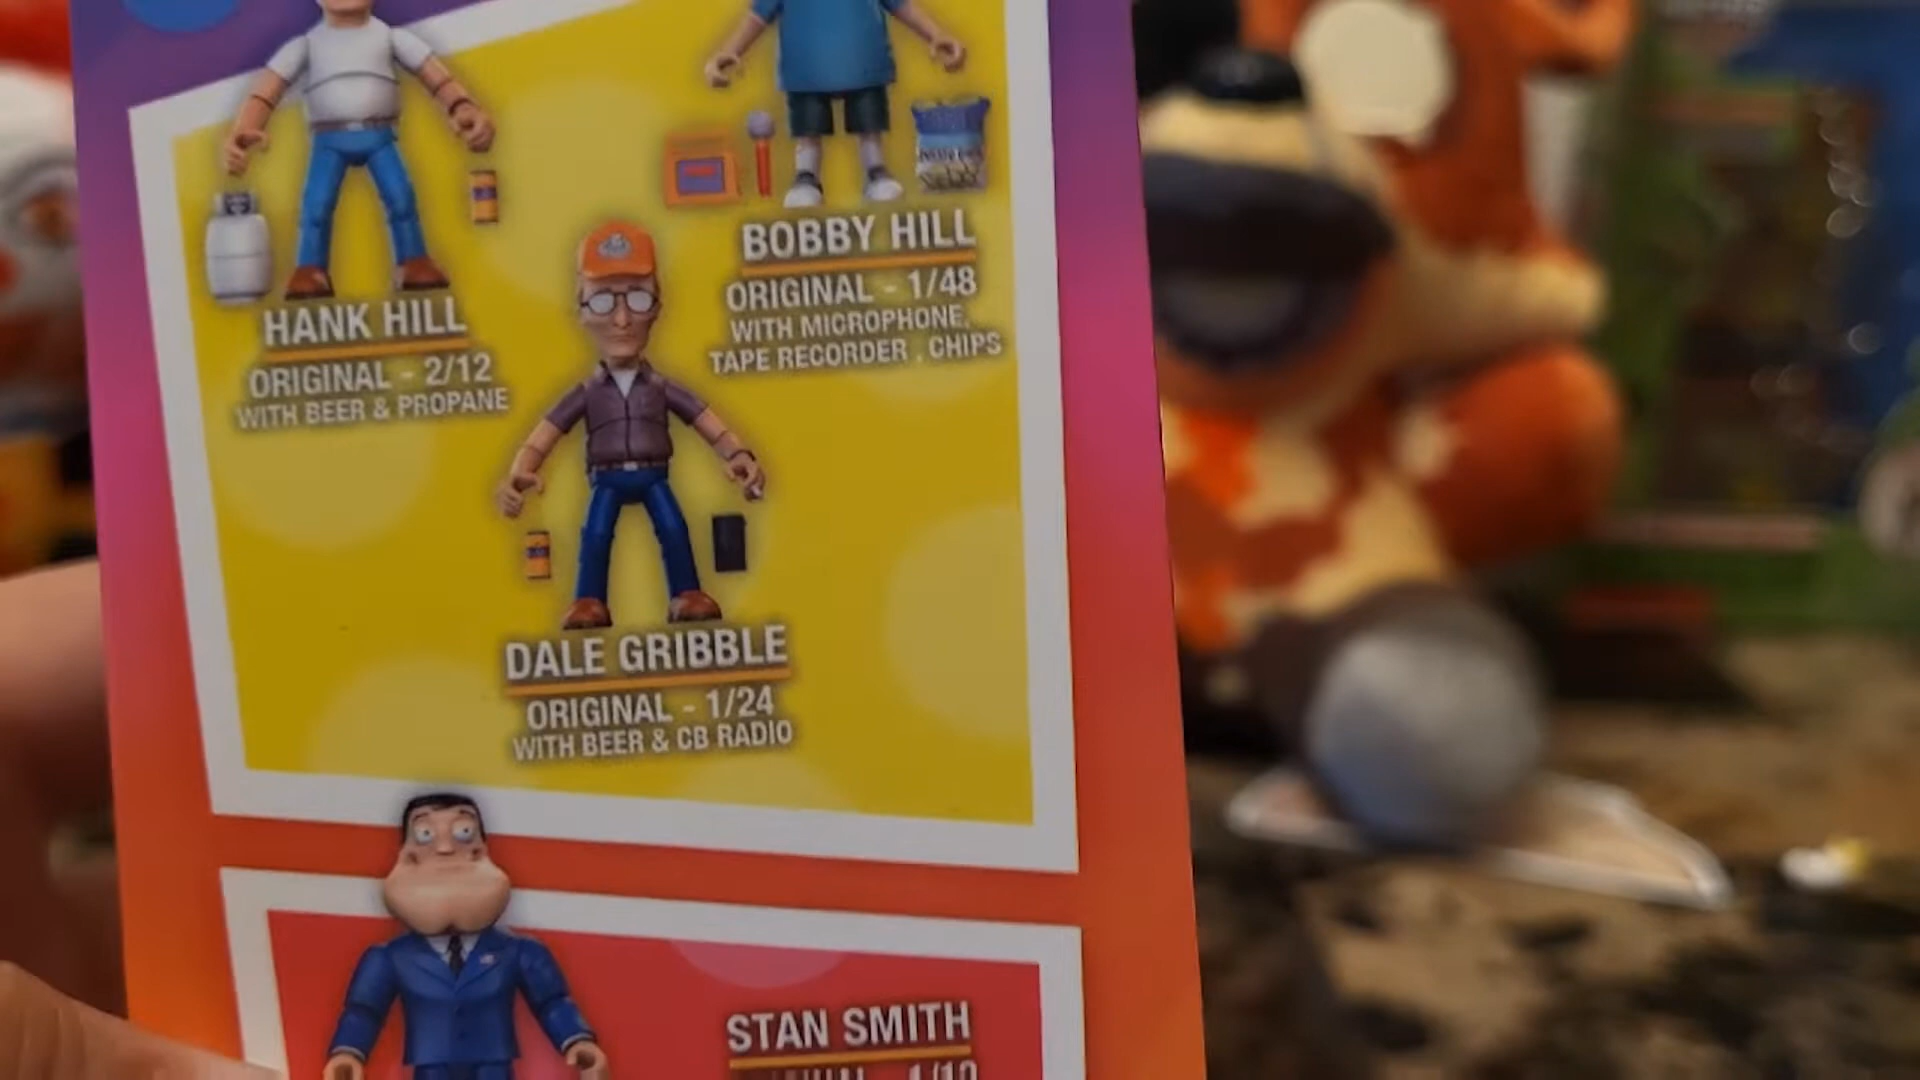 HANK HILL
ORIGINAL - 2/12
WITH BEER & PROPANE
BOBBY HILL
ORIGINAL - 1/48
WITH MICROPHONE,
TAPE RECORDER , CHIPS
DALE GRIBBLE
ORIGINAL - 1/24
WITH BEER & CB RADIO
STAN SMITH